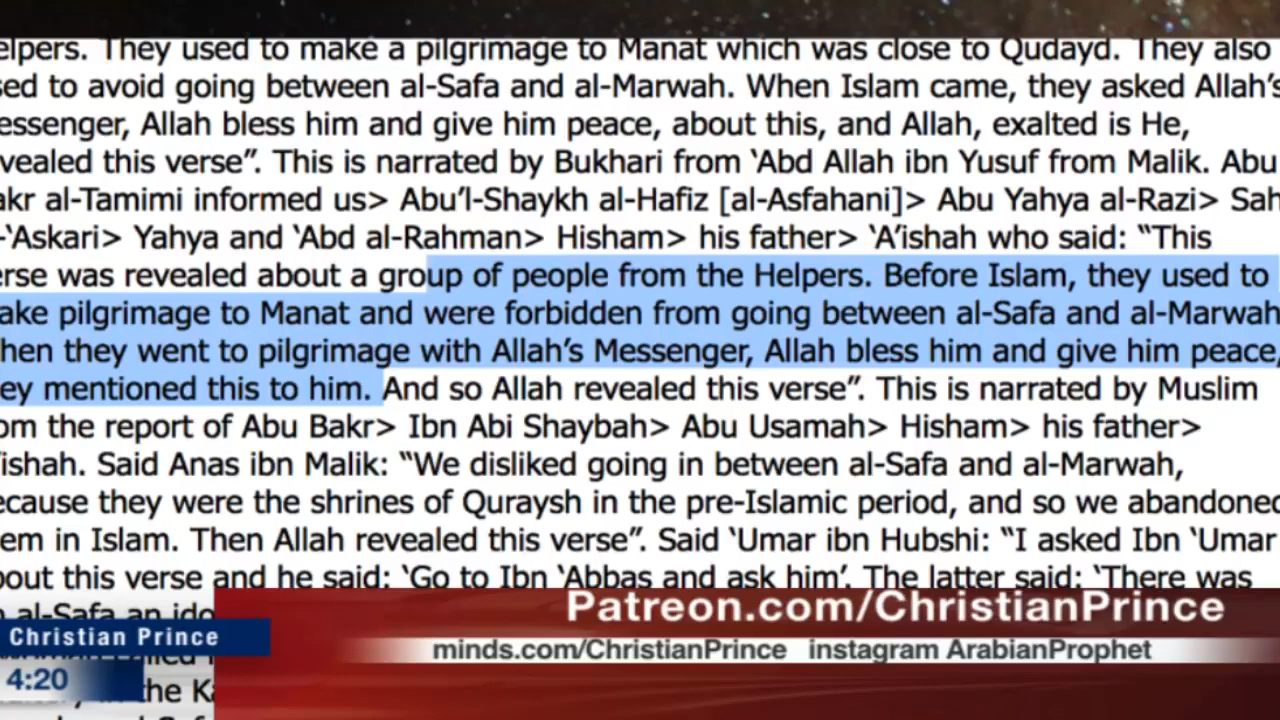 elpers. They used to make a pilgrimage to Manat which was close to Qudayd. They also
sed to avoid going between al-Safa and al-Marwah. When Islam came, they asked Allah's
essenger, Allah bless him and give him peace, about this, and Allah, exalted is He,
vealed this verse”. This is narrated by Bukhari from ‘Abd Allah ibn Yusuf from Malik. Abu
akr al-Tamimi informed us> Abu’l-Shaykh al-Hafiz [al-Asfahani]> Abu Yahya al-Razi> Sah
-‘Askari> Yahya and ‘Abd al-Rahman> Hisham> his father> ‘A’ishah who said: “This
erse was revealed about a group of people from the Helpers. Before Islam, they used to
ake pilgrimage to Manat and were forbidden from going between al-Safa and al-Marwah
hen they went to pilgrimage with Allah’s Messenger, Allah bless him and give him peace,
ey mentioned this to him. And so Allah revealed this verse”. This is narrated by Muslim
om the report of Abu Bakr> Ibn Abi Shaybah> Abu Usamah> Hisham> his father>
’ishah. Said Anas ibn Malik: “We disliked going in between al-Safa and al-Marwah,
ecause they were the shrines of Quraysh in the pre-Islamic period, and so we abandoned
em in Islam. Then Allah revealed this verse”. Said ‘Umar ibn Hubshi: “I asked Ibn ‘Umar
bout this verse and he said: ‘Go to Ibn ‘Abbas and ask him’. The latter said: ‘There was
al-Safa an ido
Patreon.com/ChristianPrince
Christian Prince
minds.com/ChristianPrince instagram ArabianProphet
4:20
the Ka